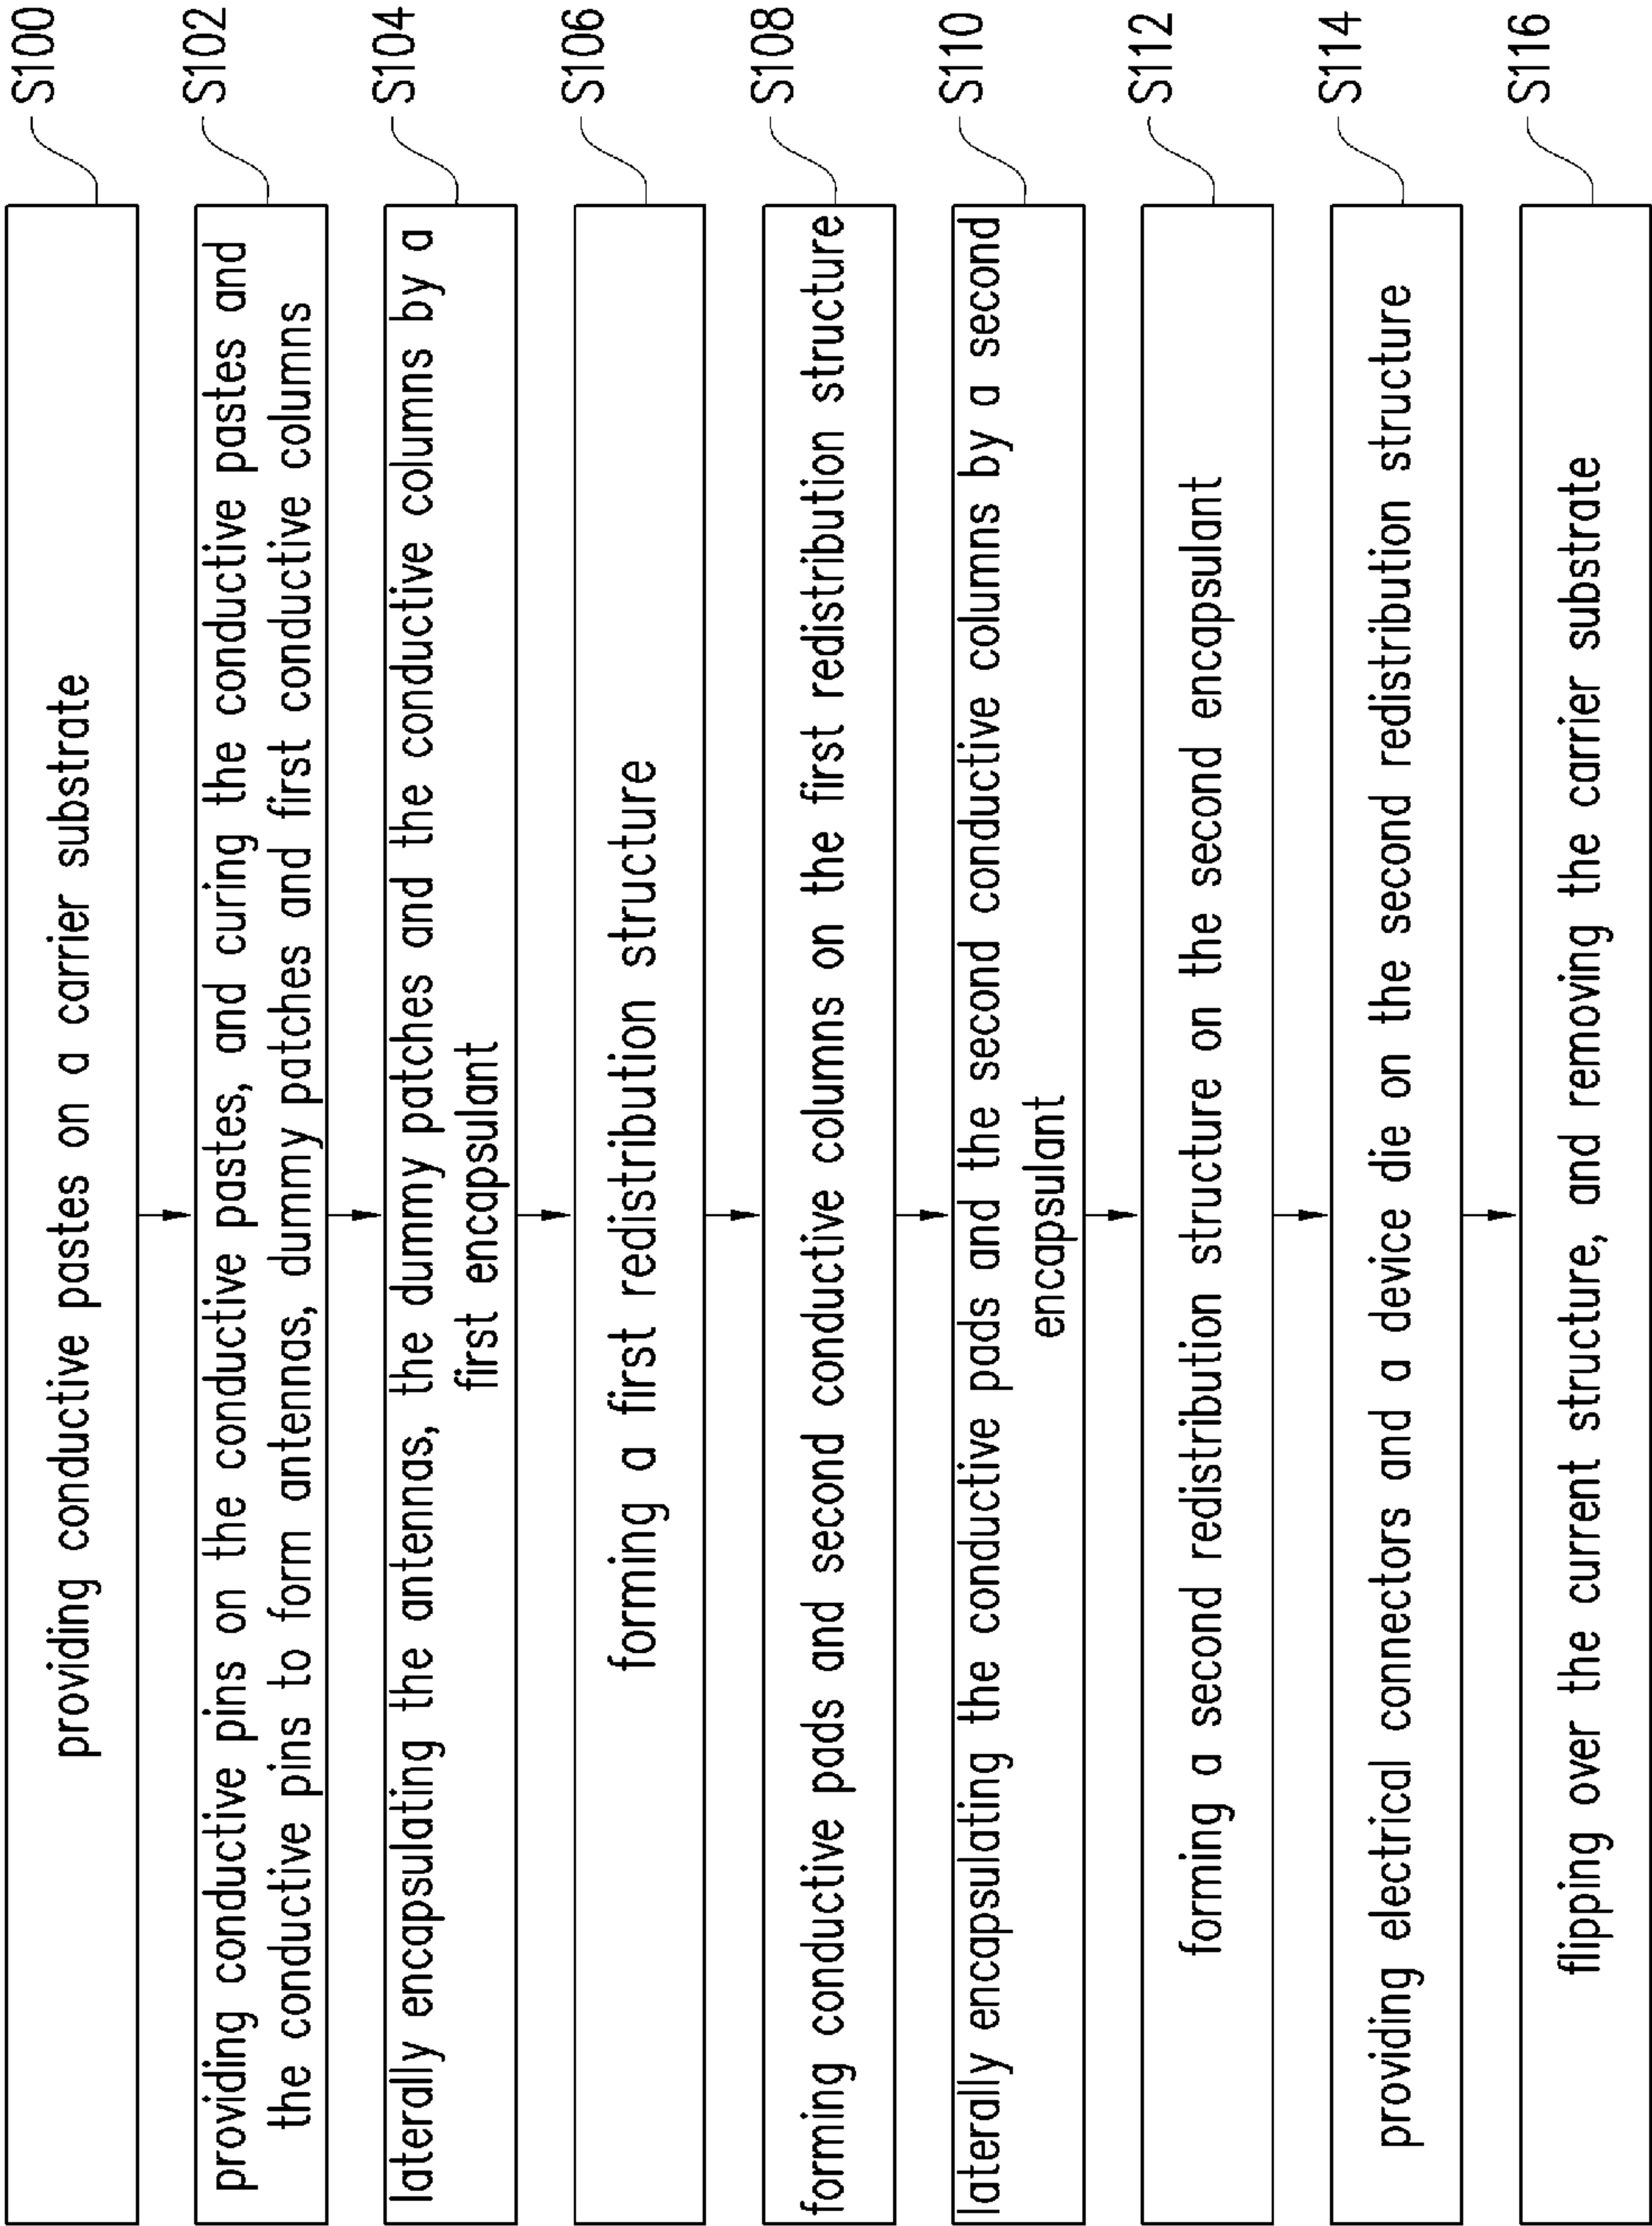 providing conductive pastes on a carrier substrate
S100
providing conductive pins on the conductive pastes, and curing the conductive pastes and
the conductive pins to form antennas, dummy patches and first conductive columns
S102
laterally encapsulating the antennas, the dummy patches and the conductive columns by a
first encapsulant
S104
forming a first redistribution structure
S106
forming conductive pads and second conductive columns on the first redistribution structure
S108
laterally encapsulating the conductive pads and the second conductive columns by a second
encapsulant
S110
forming a second redistribution structure on the second encapsulant
S112
providing electrical connectors and a device die on the second redistribution structure
S114
flipping over the current structure, and removing the carrier substrate
S116